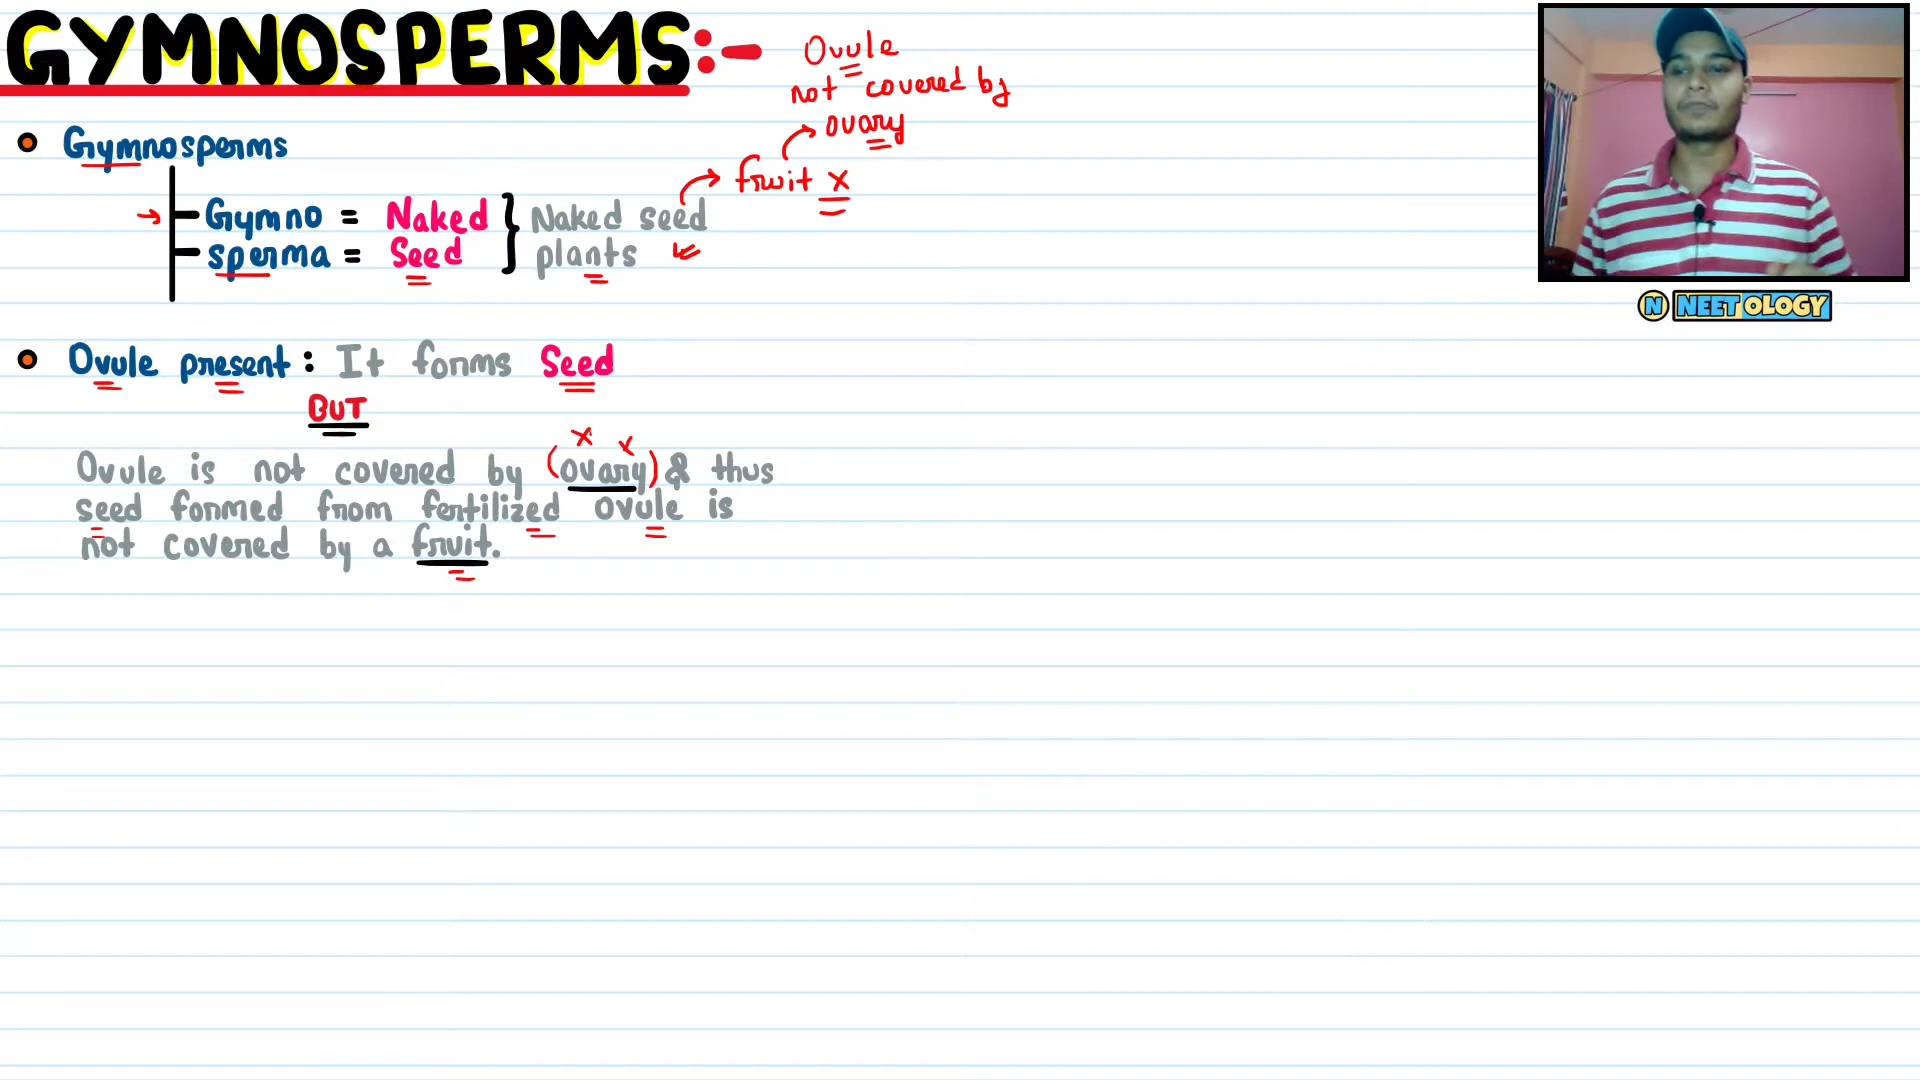 GYMNOSPERMS:-
Ovule
not covered by
ovary
fruit x
Gymnosperms
Gymno = Naked } Naked seed
sperma = Seed plants
NEETOLOGY
Ovule present : It forms Seed
BUT
x x
Ovule is not covered by (ovary) & thus
seed formed from fertilized ovule is
not covered by a fruit.